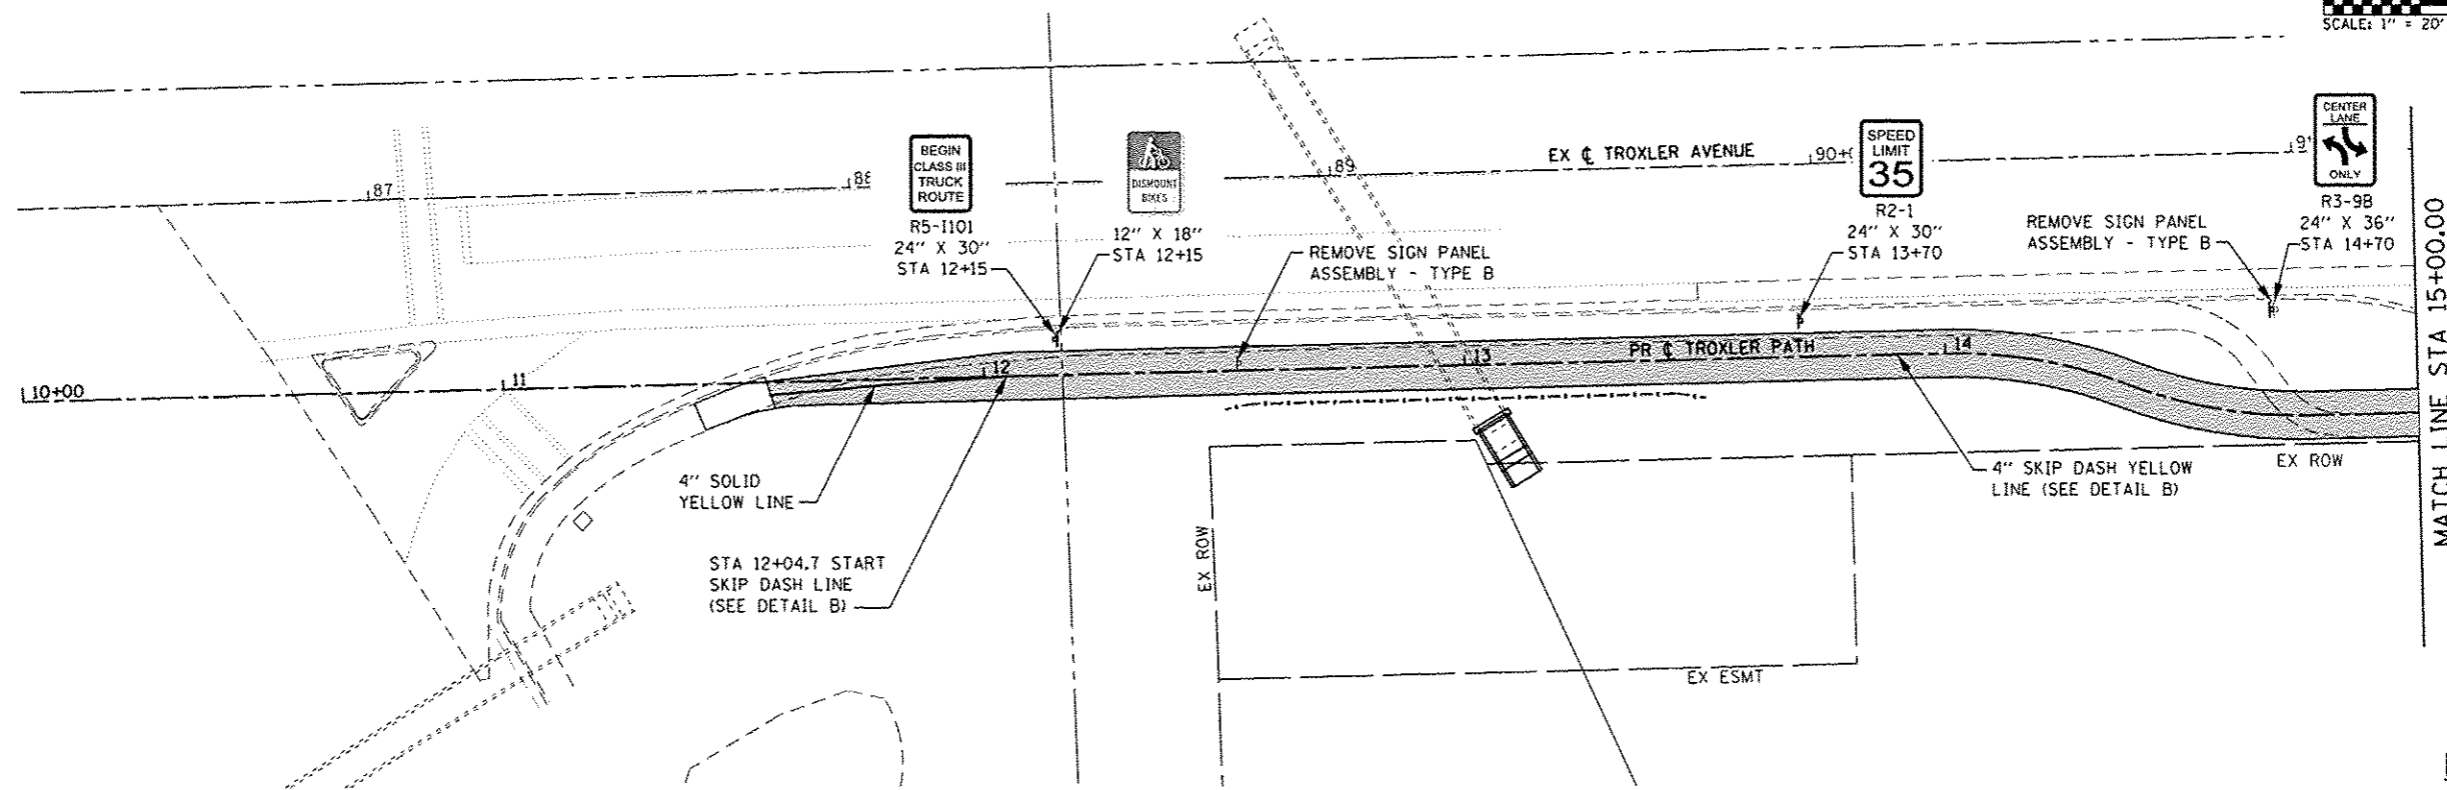 SCALE: 1" = 20'
BEGIN
CLASS III
TRUCK
ROUTE
R5-I101
24" X 30"
STA 12+15
DISMOUNT
BIKES
12" X 18"
STA 12+15
87
88
89
EX ℄ TROXLER AVENUE
90+
91
SPEED
LIMIT
35
R2-1
24" X 30"
STA 13+70
CENTER
LANE
ONLY
R3-9B
24" X 36"
STA 14+70
REMOVE SIGN PANEL
ASSEMBLY - TYPE B
REMOVE SIGN PANEL
ASSEMBLY - TYPE B
MATCH LINE STA 15+00.00
10+00
11
12
13
PR ℄ TROXLER PATH
14
4" SOLID
YELLOW LINE
STA 12+04.7 START
SKIP DASH LINE
(SEE DETAIL B)
4" SKIP DASH YELLOW
LINE (SEE DETAIL B)
EX ROW
EX ROW
EX ESMT